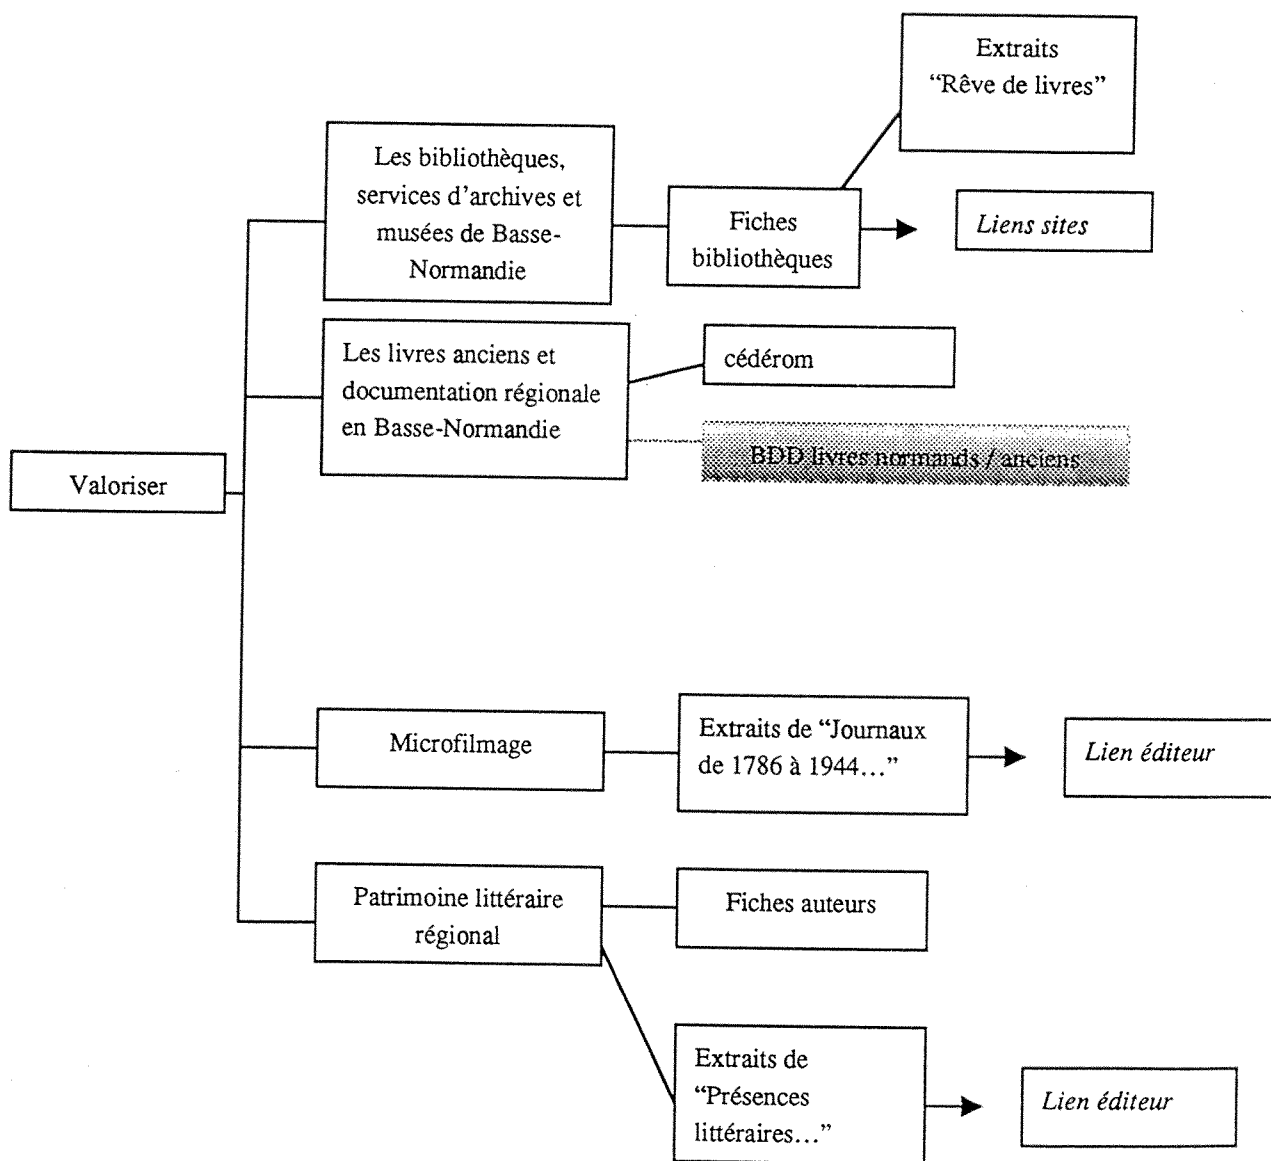 Extraits
“Rêve de livres”
Les bibliothèques,
services d’archives et
musées de Basse-
Normandie
Fiches
bibliothèques
Liens sites
Les livres anciens et
documentation régionale
en Basse-Normandie
cédérom
BDD livres normands / anciens
Valoriser
Microfilmage
Extraits de “Journaux
de 1786 à 1944…”
Lien éditeur
Patrimoine littéraire
régional
Fiches auteurs
Extraits de
“Présences
littéraires…”
Lien éditeur